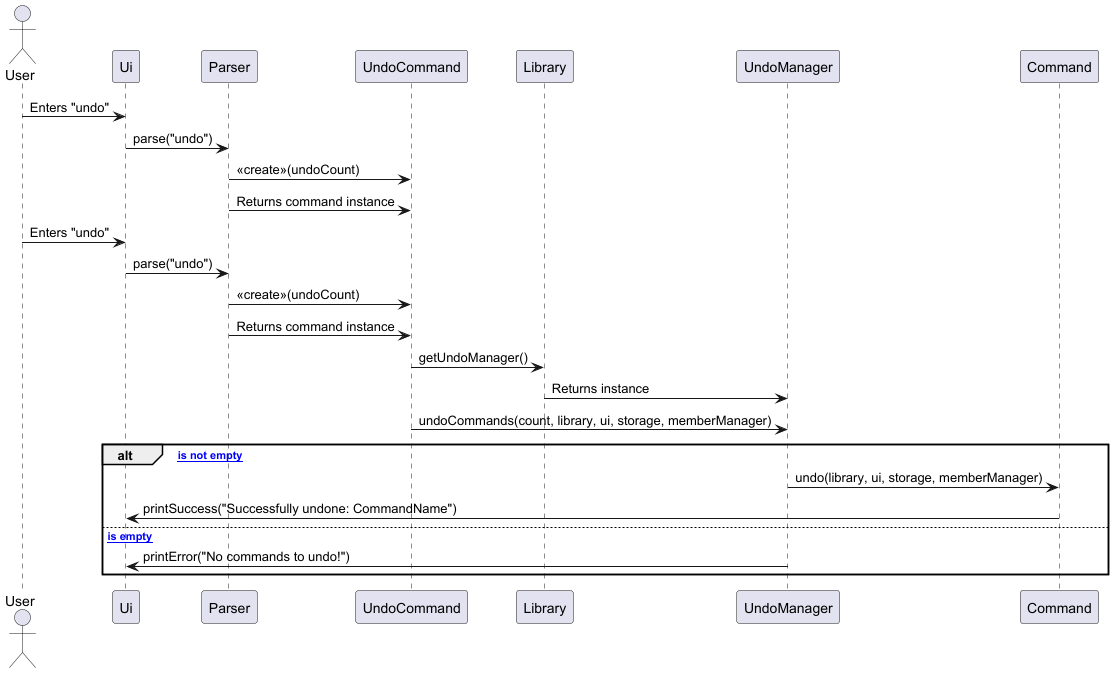 User
Ui
Parser
UndoCommand
Library
UndoManager
Command
Enters "undo"
parse("undo")
«create»(undoCount)
Returns command instance
Enters "undo"
parse("undo")
«create»(undoCount)
Returns command instance
getUndoManager()
Returns instance
undoCommands(count, library, ui, storage, memberManager)
alt
is not empty
undo(library, ui, storage, memberManager)
printSuccess("Successfully undone: CommandName")
is empty
printError("No commands to undo!")
User
Ui
Parser
UndoCommand
Library
UndoManager
Command